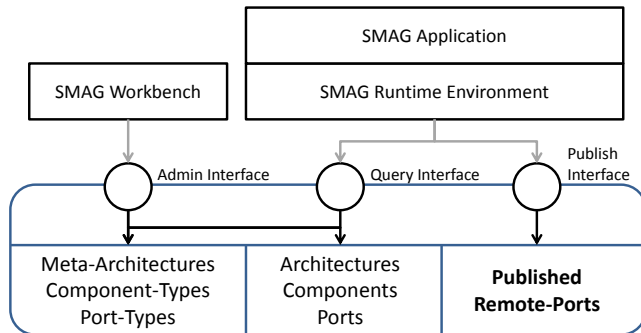 SMAG Application
SMAG Workbench
SMAG Runtime Environment
Admin Interface
Query Interface
Publish
Interface
Meta-Architectures
Component-Types
Port-Types
Architectures
Components
Ports
Published
Remote-Ports